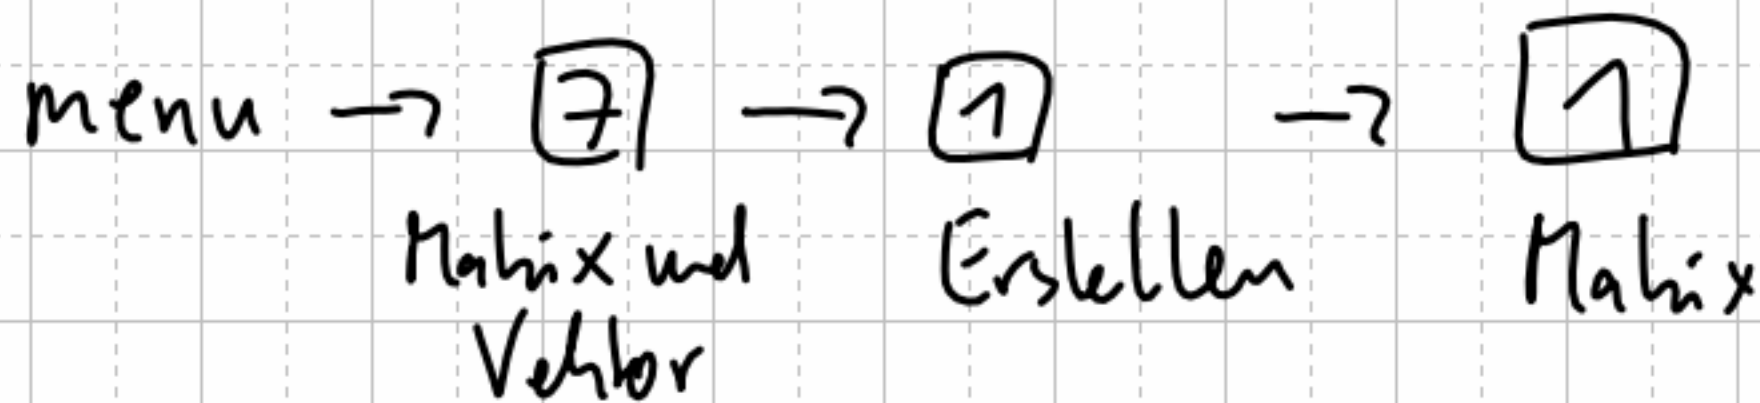 menu → 7 → 1 → 1
Matrix und Erstellen Matrix
Vektor